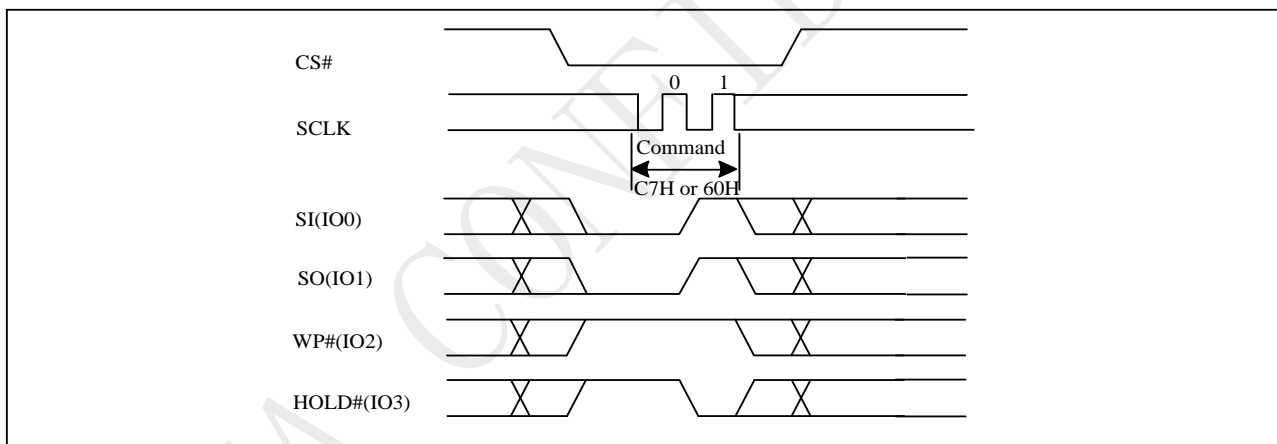 CS#
0 1
SCLK
Command
C7H or 60H
SI(IO0)
SO(IO1)
WP#(IO2)
HOLD#(IO3)